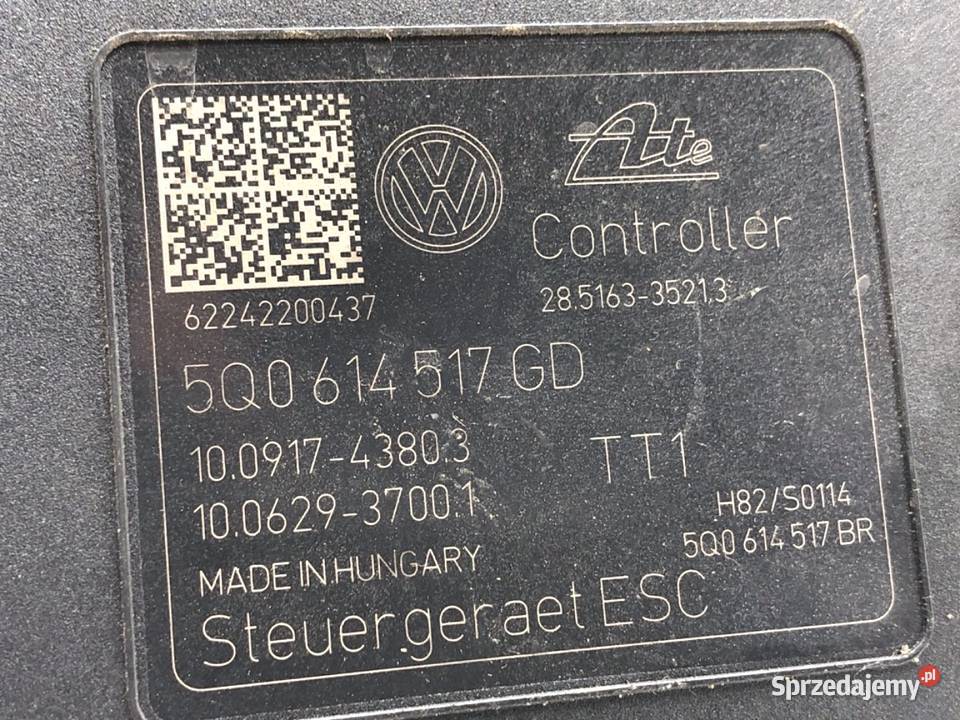 Ate
Controller
28.5163-3521.3
62242200437
5Q0 614 517 GD
10.0917-4380.3
TT1
10.0629-3700.1
H82/S0114
5Q0 614 517 BR
MADE IN HUNGARY
Steuergeraet ESC
Sprzedajemy.pl